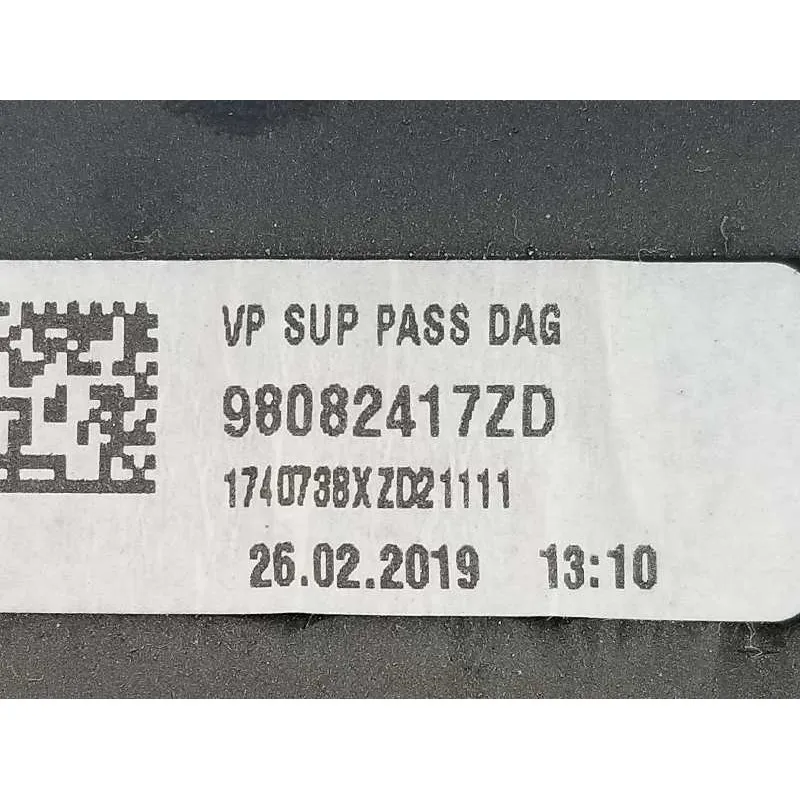 VP SUP PASS DAG
98082417ZD
1740738XZD21111
26.02.2019 13:10